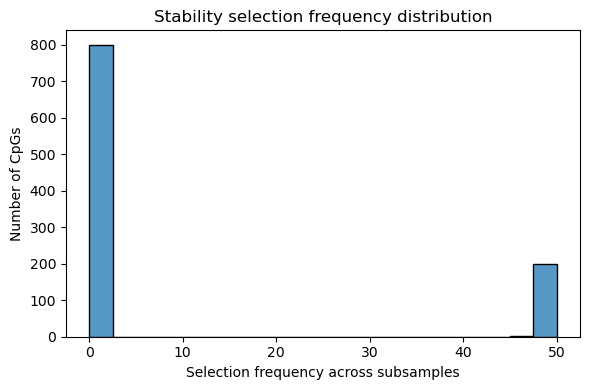 Stability selection frequency distribution
Number of CpGs
800
700
600
500
400
300
200
100
0
0 10 20 30 40 50
Selection frequency across subsamples